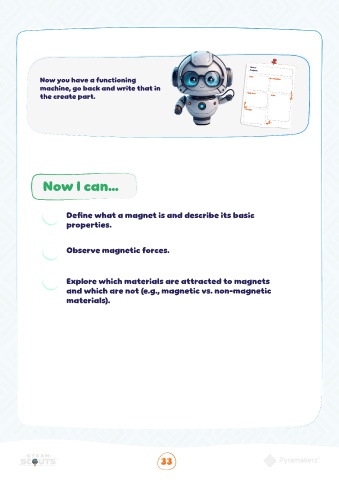 Now you have a functioning
machine, go back and write that in
the create part.
Now I can...
Define what a magnet is and describe its basic
properties.
Observe magnetic forces.
Explore which materials are attracted to magnets
and which are not (e.g., magnetic vs. non-magnetic
materials).
SCOUTS
33
Pyramakerz